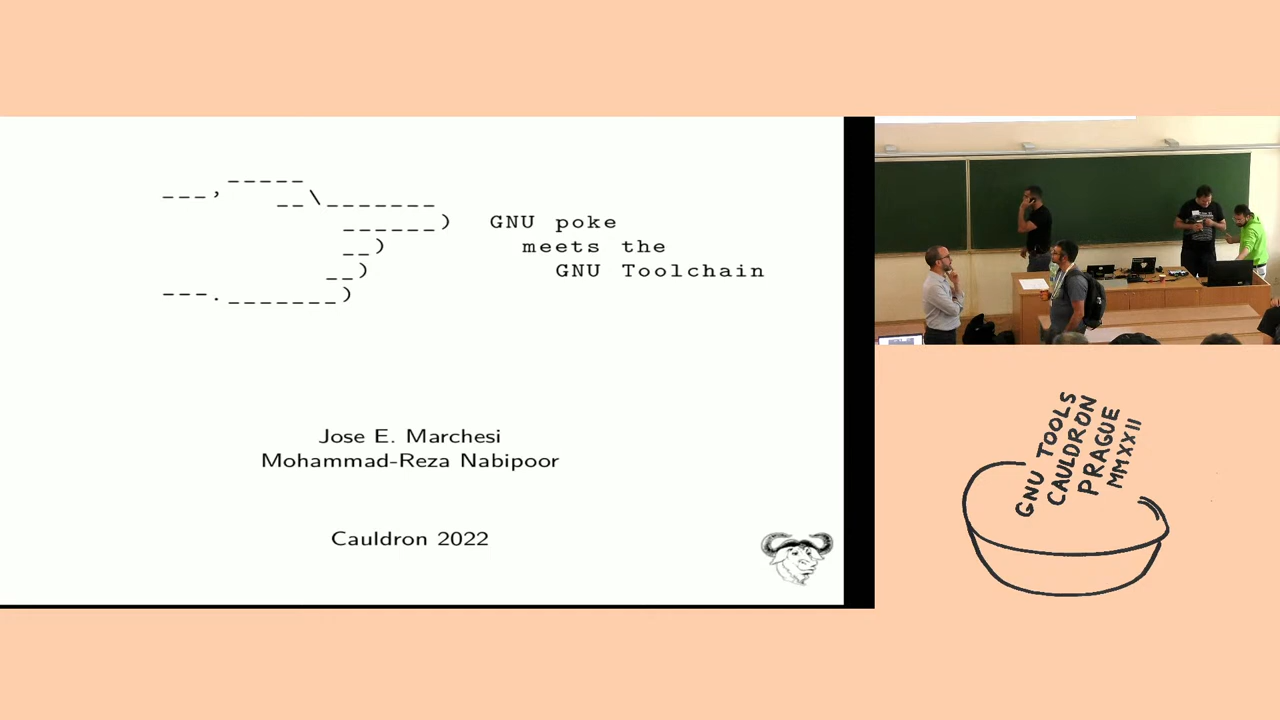 GNU poke
meets the
GNU Toolchain
Jose E. Marchesi
Mohammad-Reza Nabipoor
Cauldron 2022
GNU TOOLS
CAULDRON
PRAGUE
MMXXII